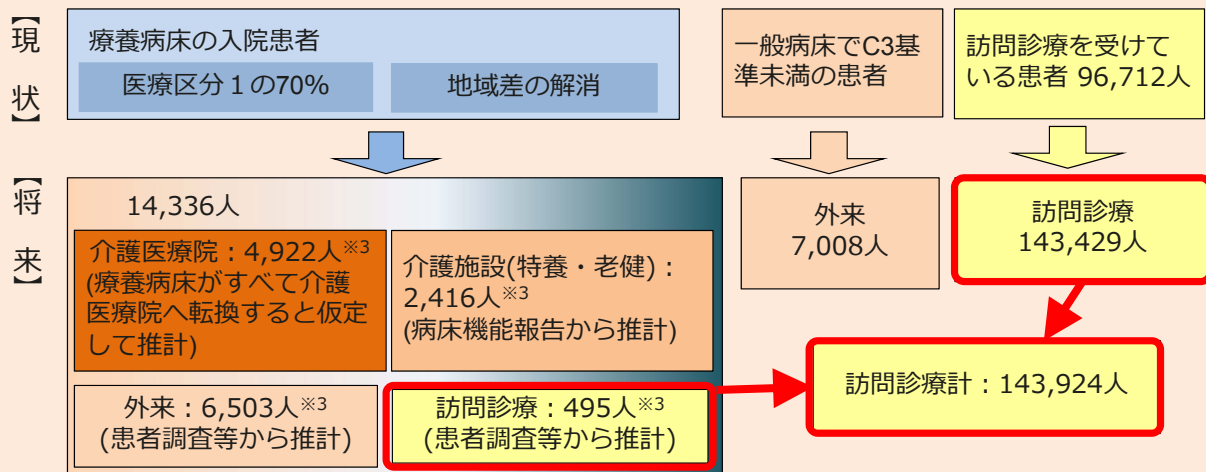 【現状】
療養病床の入院患者
医療区分１の70%
地域差の解消
一般病床でC3基
準未満の患者
訪問診療を受けて
いる患者 96,712人
【将来】
14,336人
介護医療院：4,922人※3
(療養病床がすべて介護
医療院へ転換すると仮定
して推計)
介護施設(特養・老健)：
2,416人※3
(病床機能報告から推計)
外来：6,503人※3
(患者調査等から推計)
訪問診療：495人※3
(患者調査等から推計)
外来
7,008人
訪問診療
143,429人
訪問診療計：143,924人